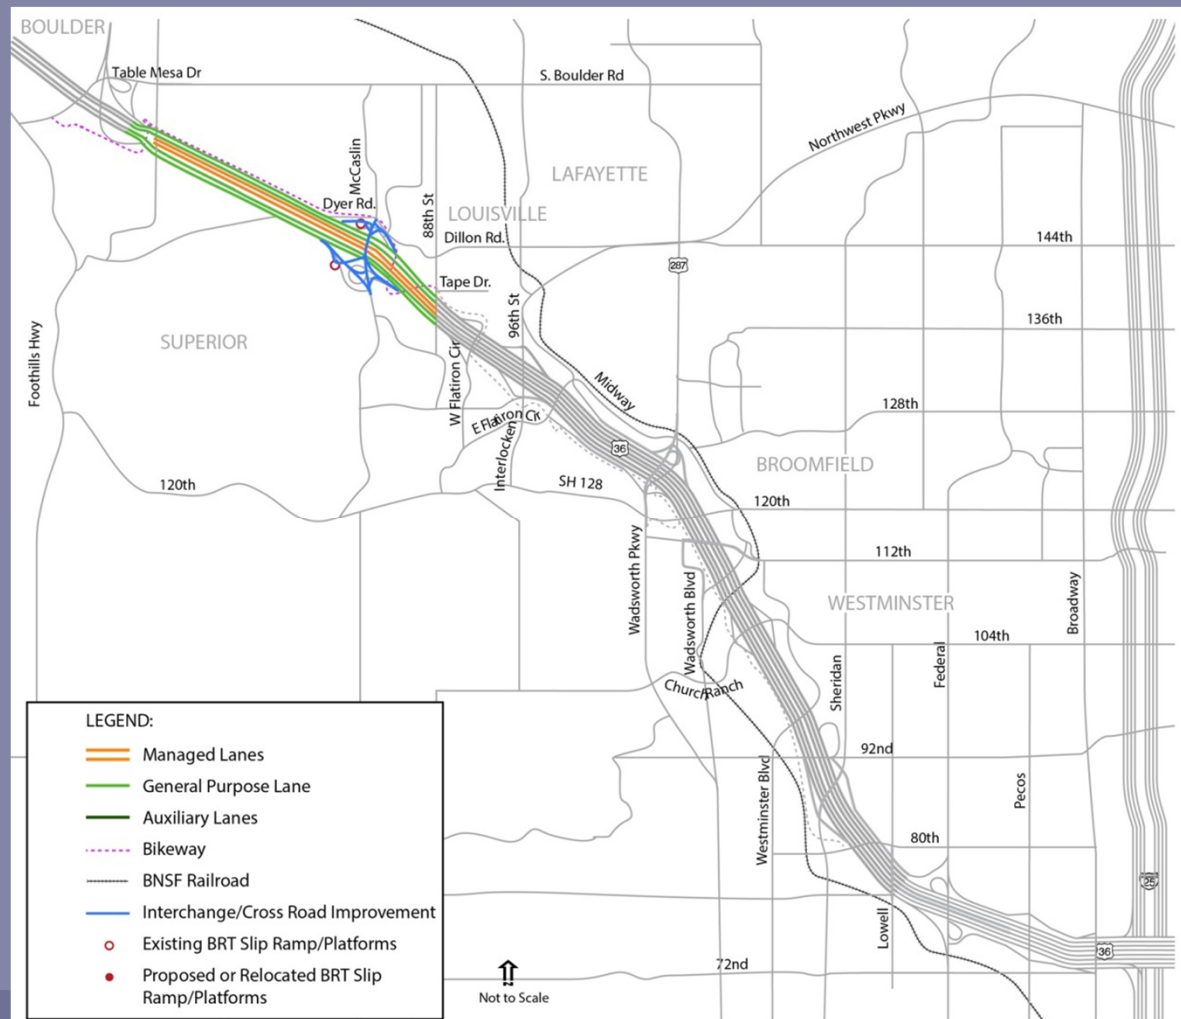 BOULDER
Table Mesa Dr
S. Boulder Rd
Northwest Pkwy
McCaslin
LAFAYETTE
Dyer Rd.
88th St
LOUISVILLE
Dillon Rd.
144th
287
Tape Dr.
96th St
136th
SUPERIOR
Foothills Hwy
W Flatiron Cir
Midway
128th
E Flatiron Cir
Interlocken
36
BROOMFIELD
120th
SH 128
120th
112th
Wadsworth Pkwy
Wadsworth Blvd
Broadway
WESTMINSTER
104th
Sheridan
Federal
Church Ranch
92nd
Westminster Blvd
Pecos
80th
25
Lowell
36
72nd
LEGEND:
Managed Lanes
General Purpose Lane
Auxiliary Lanes
Bikeway
BNSF Railroad
Interchange/Cross Road Improvement
Existing BRT Slip Ramp/Platforms
Proposed or Relocated BRT Slip
Ramp/Platforms
Not to Scale